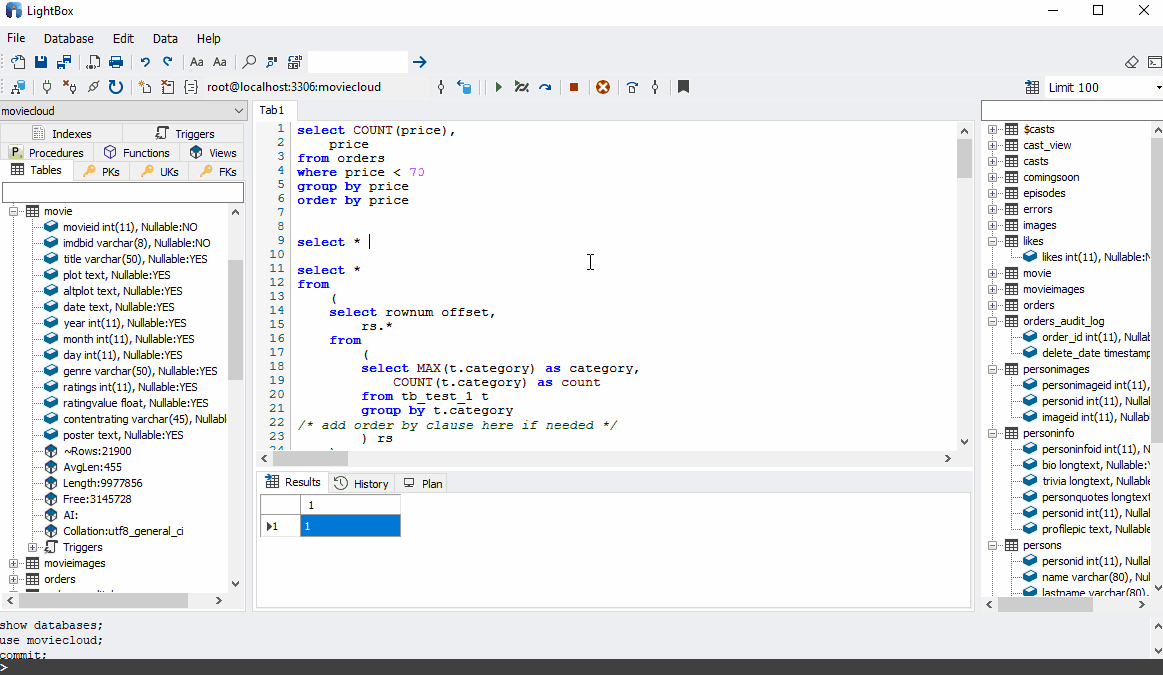 LightBox
File Database Edit Data Help
Aa Aa
root@localhost:3306:moviecloud
Limit 100
moviecloud
Indexes Triggers
P Procedures Functions Views
Tables PKs UKs FKs
movie
movieid int(11), Nullable:NO
imdbid varchar(8), Nullable:NO
title varchar(50), Nullable:YES
plot text, Nullable:YES
altplot text, Nullable:YES
date text, Nullable:YES
year int(11), Nullable:YES
month int(11), Nullable:YES
day int(11), Nullable:YES
genre varchar(50), Nullable:YES
ratings int(11), Nullable:YES
ratingvalue float, Nullable:YES
contentrating varchar(45), Nullabl
poster text, Nullable:YES
~Rows:21900
AvgLen:455
Length:9977856
Free:3145728
AI:
Collation:utf8_general_ci
Triggers
movieimages
orders
Tab1
1 select COUNT(price),
2 price
3 from orders
4 where price < 70
5 group by price
6 order by price
7
8
9 select *
10
11 select *
12 from
13 (
14 select rownum offset,
15 rs.*
16 from
17 (
18 select MAX(t.category) as category,
19 COUNT(t.category) as count
20 from tb_test_1 t
21 group by t.category
22 /* add order by clause here if needed */
23 ) rs
24
Results History Plan
1
1 1
$casts
cast_view
casts
comingsoon
episodes
errors
images
likes
likes int(11), Nullable:N
movie
movieimages
orders
orders_audit_log
order_id int(11), Nullal
delete_date timestamp
personimages
personimageid int(11),
personid int(11), Nullab
imageid int(11), Nullab
personinfo
personinfoid int(11), N
bio longtext, Nullable:Y
trivia longtext, Nullable
personquotes longtext
personid int(11), Nullal
profilepic text, Nullable
persons
personid int(11), Nullal
name varchar(80), Nul
lastname varchar(80),
show databases;
use moviecloud;
commit;
>